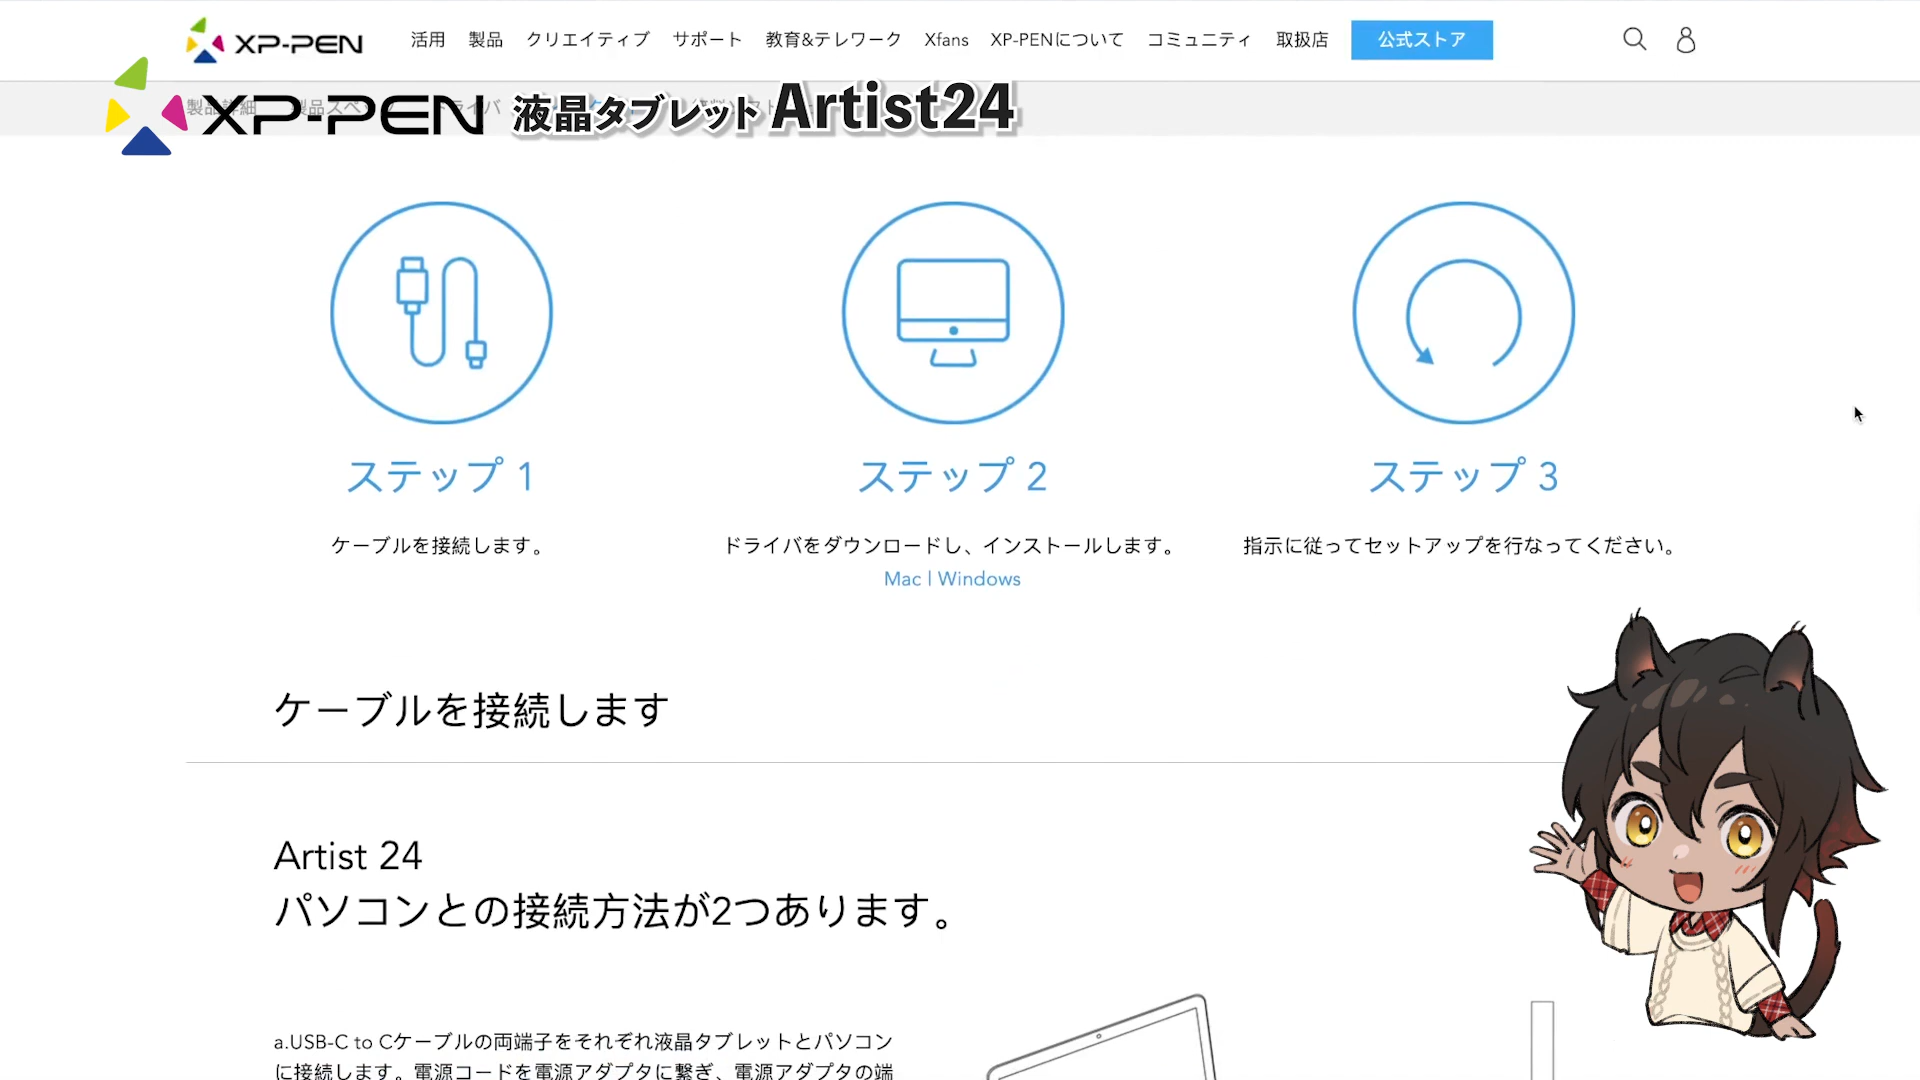 XP-PEN 活用 製品 クリエイティブ サポート 教育&テレワーク Xfans XP-PENについて コミュニティ 取扱店 公式ストア
XP-PEN 液晶タブレット Artist24
ステップ 1
ケーブルを接続します。
ステップ 2
ドライバをダウンロードし、インストールします。
Mac | Windows
ステップ 3
指示に従ってセットアップを行なってください。
ケーブルを接続します
Artist 24
パソコンとの接続方法が2つあります。
a.USB-C to Cケーブルの両端子をそれぞれ液晶タブレットとパソコン
に接続します。電源コードを電源アダプタに繋ぎ、電源アダプタの端